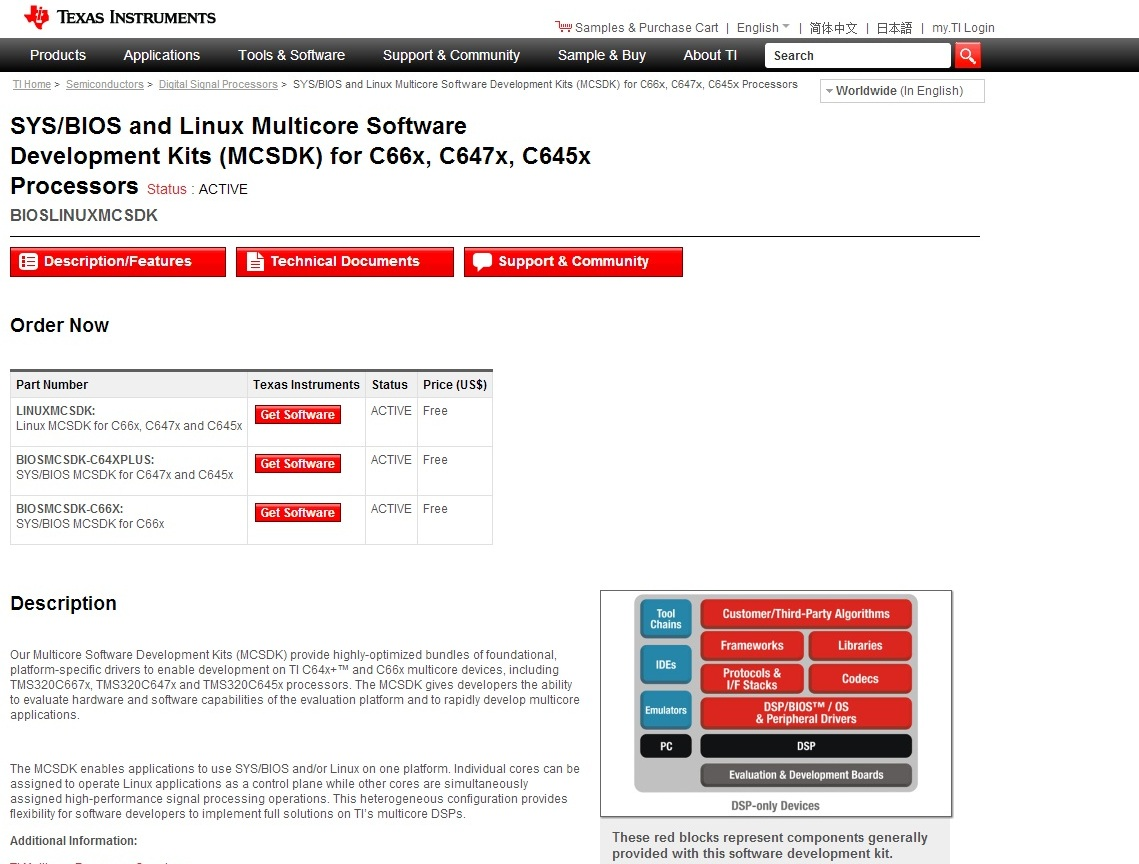 TEXAS INSTRUMENTS
Samples & Purchase Cart | English | 简体中文 | 日本語 | my.TI Login
Products Applications Tools & Software Support & Community Sample & Buy About TI Search
TI Home > Semiconductors > Digital Signal Processors > SYS/BIOS and Linux Multicore Software Development Kits (MCSDK) for C66x, C647x, C645x Processors
Worldwide (In English)
SYS/BIOS and Linux Multicore Software
Development Kits (MCSDK) for C66x, C647x, C645x
Processors Status : ACTIVE
BIOSLINUXMCSDK
Description/Features Technical Documents Support & Community
Order Now
Part Number Texas Instruments Status Price (US$)
LINUXMCSDK: Get Software ACTIVE Free
Linux MCSDK for C66x, C647x and C645x
BIOSMCSDK-C64XPLUS: Get Software ACTIVE Free
SYS/BIOS MCSDK for C647x and C645x
BIOSMCSDK-C66X: Get Software ACTIVE Free
SYS/BIOS MCSDK for C66x
Description
Our Multicore Software Development Kits (MCSDK) provide highly-optimized bundles of foundational,
platform-specific drivers to enable development on TI C64x+™ and C66x multicore devices, including
TMS320C667x, TMS320C647x and TMS320C645x processors. The MCSDK gives developers the ability
to evaluate hardware and software capabilities of the evaluation platform and to rapidly develop multicore
applications.
The MCSDK enables applications to use SYS/BIOS and/or Linux on one platform. Individual cores can be
assigned to operate Linux applications as a control plane while other cores are simultaneously
assigned high-performance signal processing operations. This heterogeneous configuration provides
flexibility for software developers to implement full solutions on TI's multicore DSPs.
Additional Information:
Tool
Chains
Customer/Third-Party Algorithms
IDEs
Frameworks Libraries
Protocols &
I/F Stacks
Codecs
Emulators
DSP/BIOS™ / OS
& Peripheral Drivers
PC DSP
Evaluation & Development Boards
DSP-only Devices
These red blocks represent components generally
provided with this software development kit.